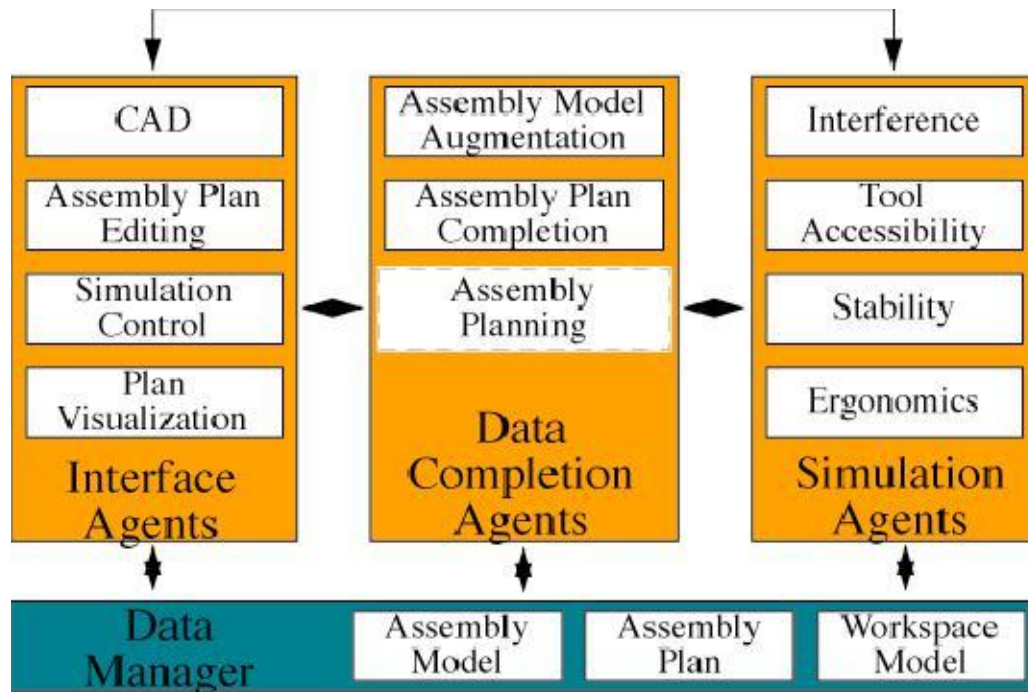 CAD
Assembly Plan
Editing
Simulation
Control
Plan
Visualization
Interface
Agents
Assembly Model
Augmentation
Assembly Plan
Completion
Assembly
Planning
Data
Completion
Agents
Interference
Tool
Accessibility
Stability
Ergonomics
Simulation
Agents
Data
Manager
Assembly
Model
Assembly
Plan
Workspace
Model